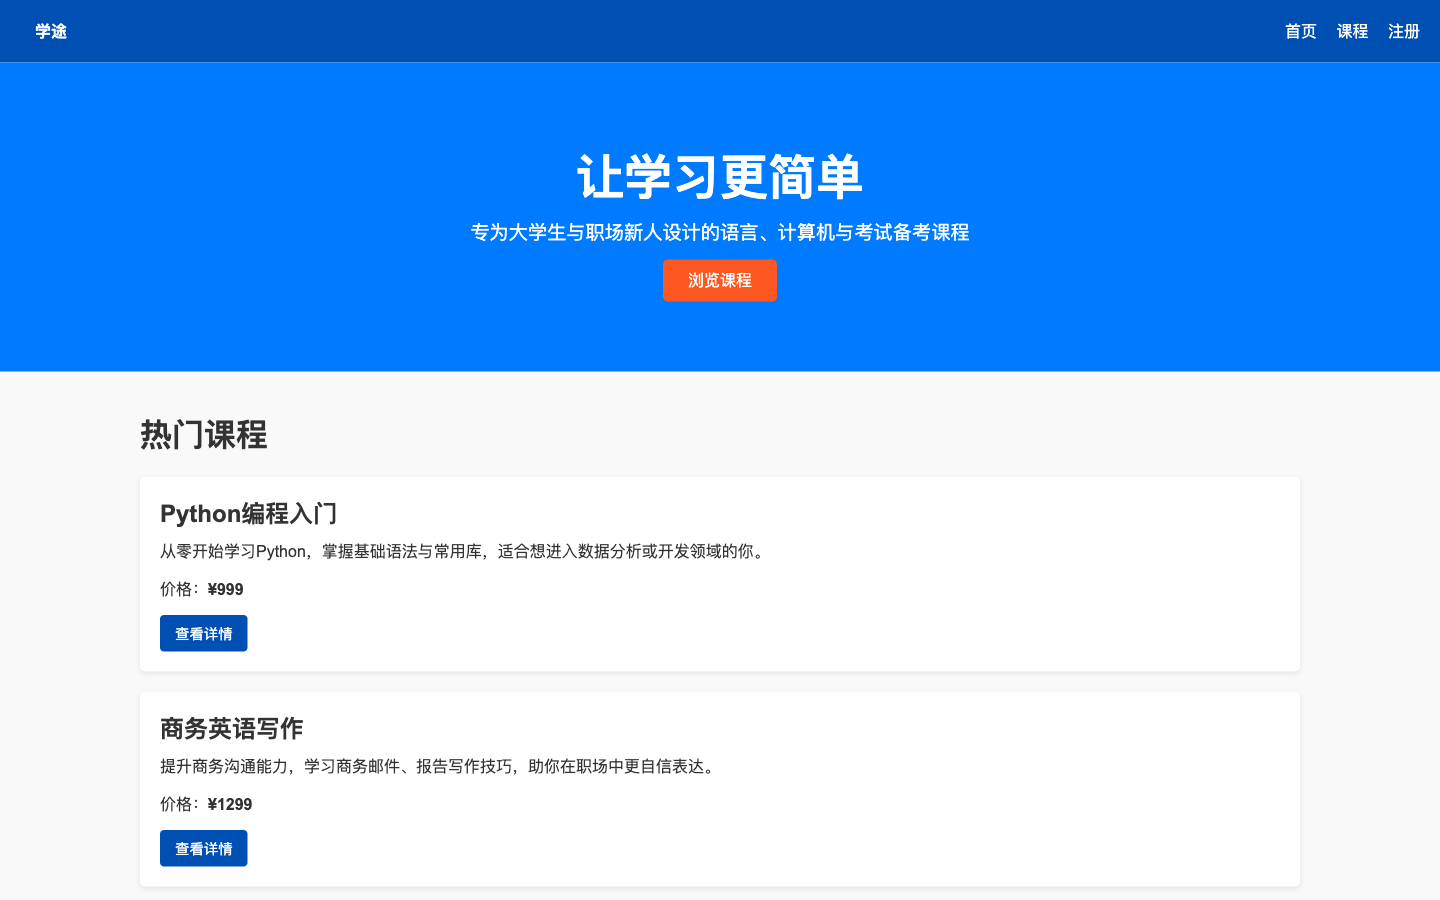 学途
首页 课程 注册
让学习更简单
专为大学生与职场新人设计的语言、计算机与考试备考课程
浏览课程
热门课程
Python编程入门
从零开始学习Python，掌握基础语法与常用库，适合想进入数据分析或开发领域的你。
价格：¥999
查看详情
商务英语写作
提升商务沟通能力，学习商务邮件、报告写作技巧，助你在职场中更自信表达。
价格：¥1299
查看详情